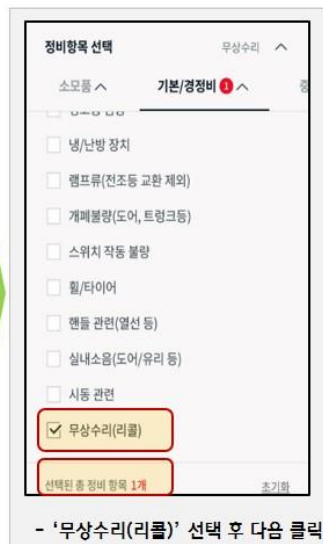 정비항목 선택 무상수리
소모품 기본/경정비 1 중
냉/난방 장치
램프류(전조등 교환 제외)
개폐불량(도어, 트렁크등)
스위치 작동 불량
휠/타이어
핸들 관련(열선 등)
실내소음(도어/유리 등)
시동 관련
무상수리(리콜)
선택된 총 정비 항목 1개 초기화
- ‘무상수리(리콜)’ 선택 후 다음 클릭